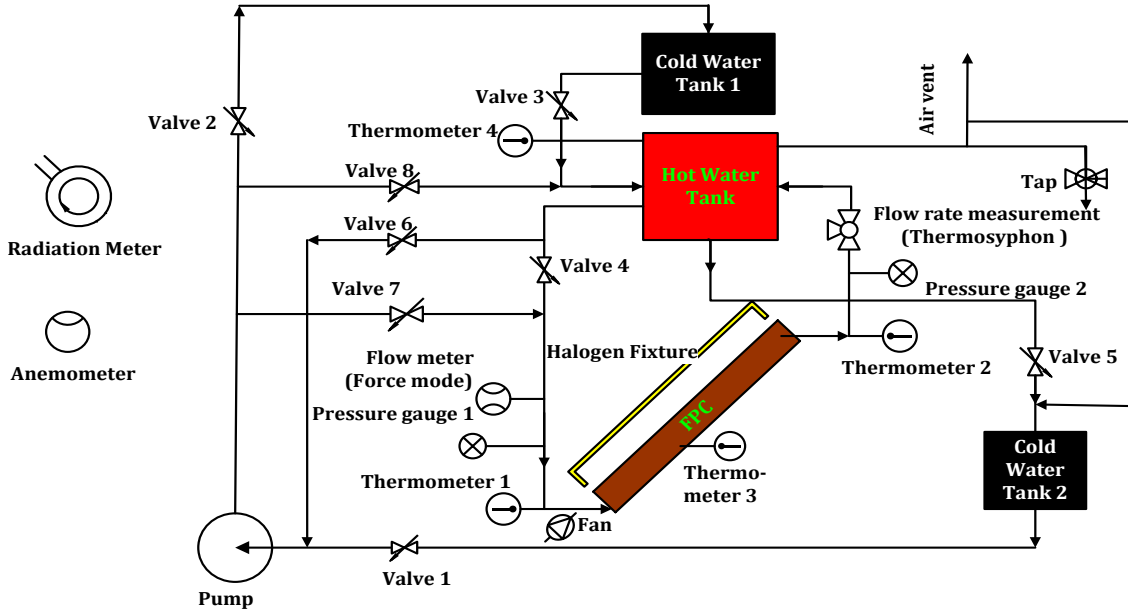 Cold Water
Tank 1
Valve 3
Valve 2
Thermometer 4
Air vent
Valve 8
Hot Water
Tank
Tap
Radiation Meter
Valve 6
Flow rate measurement
(Thermosyphon )
Valve 4
Valve 7
Pressure gauge 2
Anemometer
Flow meter
(Force mode)
Halogen Fixture
Thermometer 2
Valve 5
Pressure gauge 1
FPC
Cold
Water
Tank 2
Thermometer 1
Thermo-
meter 3
Fan
Valve 1
Pump